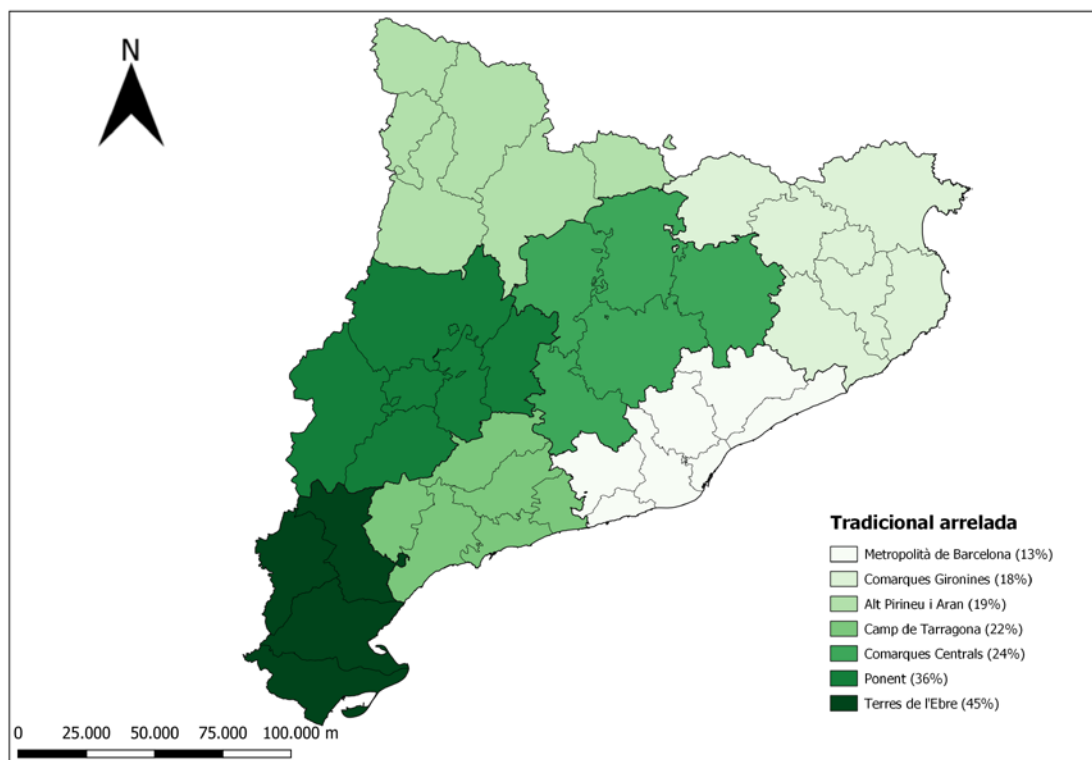 N
Tradicional arrelada
Metropolità de Barcelona (13%)
Comarques Gironines (18%)
Alt Pirineu i Aran (19%)
Camp de Tarragona (22%)
Comarques Centrals (24%)
Ponent (36%)
Terres de l'Ebre (45%)
0 25.000 50.000 75.000 100.000 m